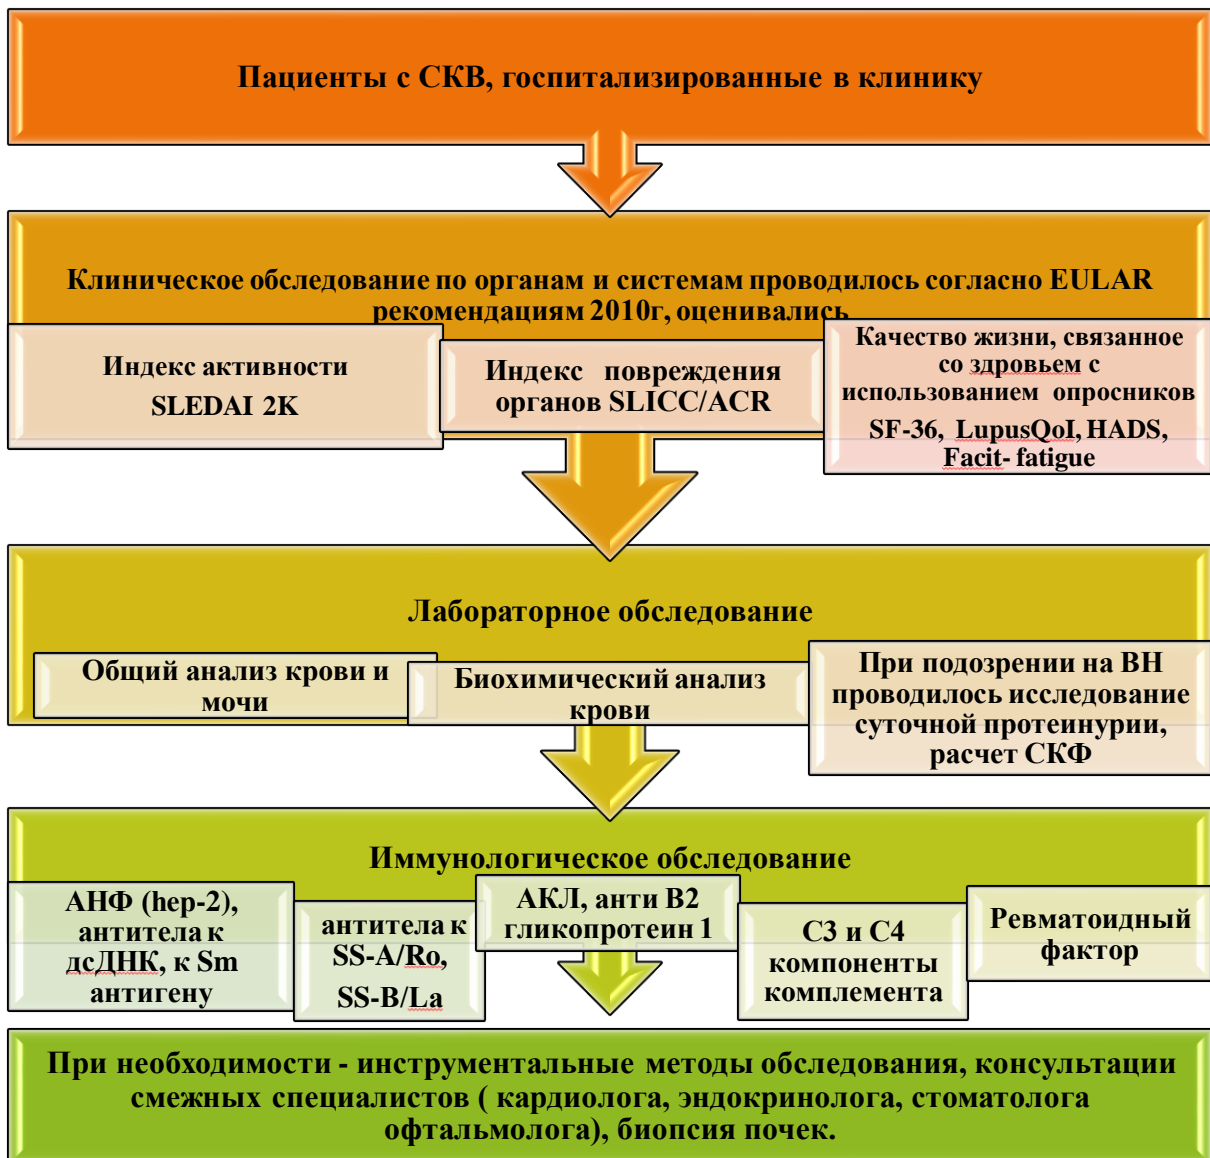 Пациенты с СКВ, госпитализированные в клинику
Клиническое обследование по органам и системам проводилось согласно EULAR
рекомендациям 2010г, оценивались
Индекс активности
SLEDAI 2K
Индекс повреждения
органов SLICC/ACR
Качество жизни, связанное
со здоровьем с
использованием опросников
SF-36, LupusQoI, HADS,
Facit- fatigue
Лабораторное обследование
Общий анализ крови и
мочи
Биохимический анализ
крови
При подозрении на ВН
проводилось исследование
суточной протеинурии,
расчет СКФ
Иммунологическое обследование
АНФ (hep-2),
антитела к
дсДНК, к Sm
антигену
антитела к
SS-A/Ro,
SS-B/La
АКЛ, анти B2
гликопротеин 1
C3 и C4
компоненты
комплемента
Ревматоидный
фактор
При необходимости - инструментальные методы обследования, консультации
смежных специалистов ( кардиолога, эндокринолога, стоматолога
офтальмолога), биопсия почек.